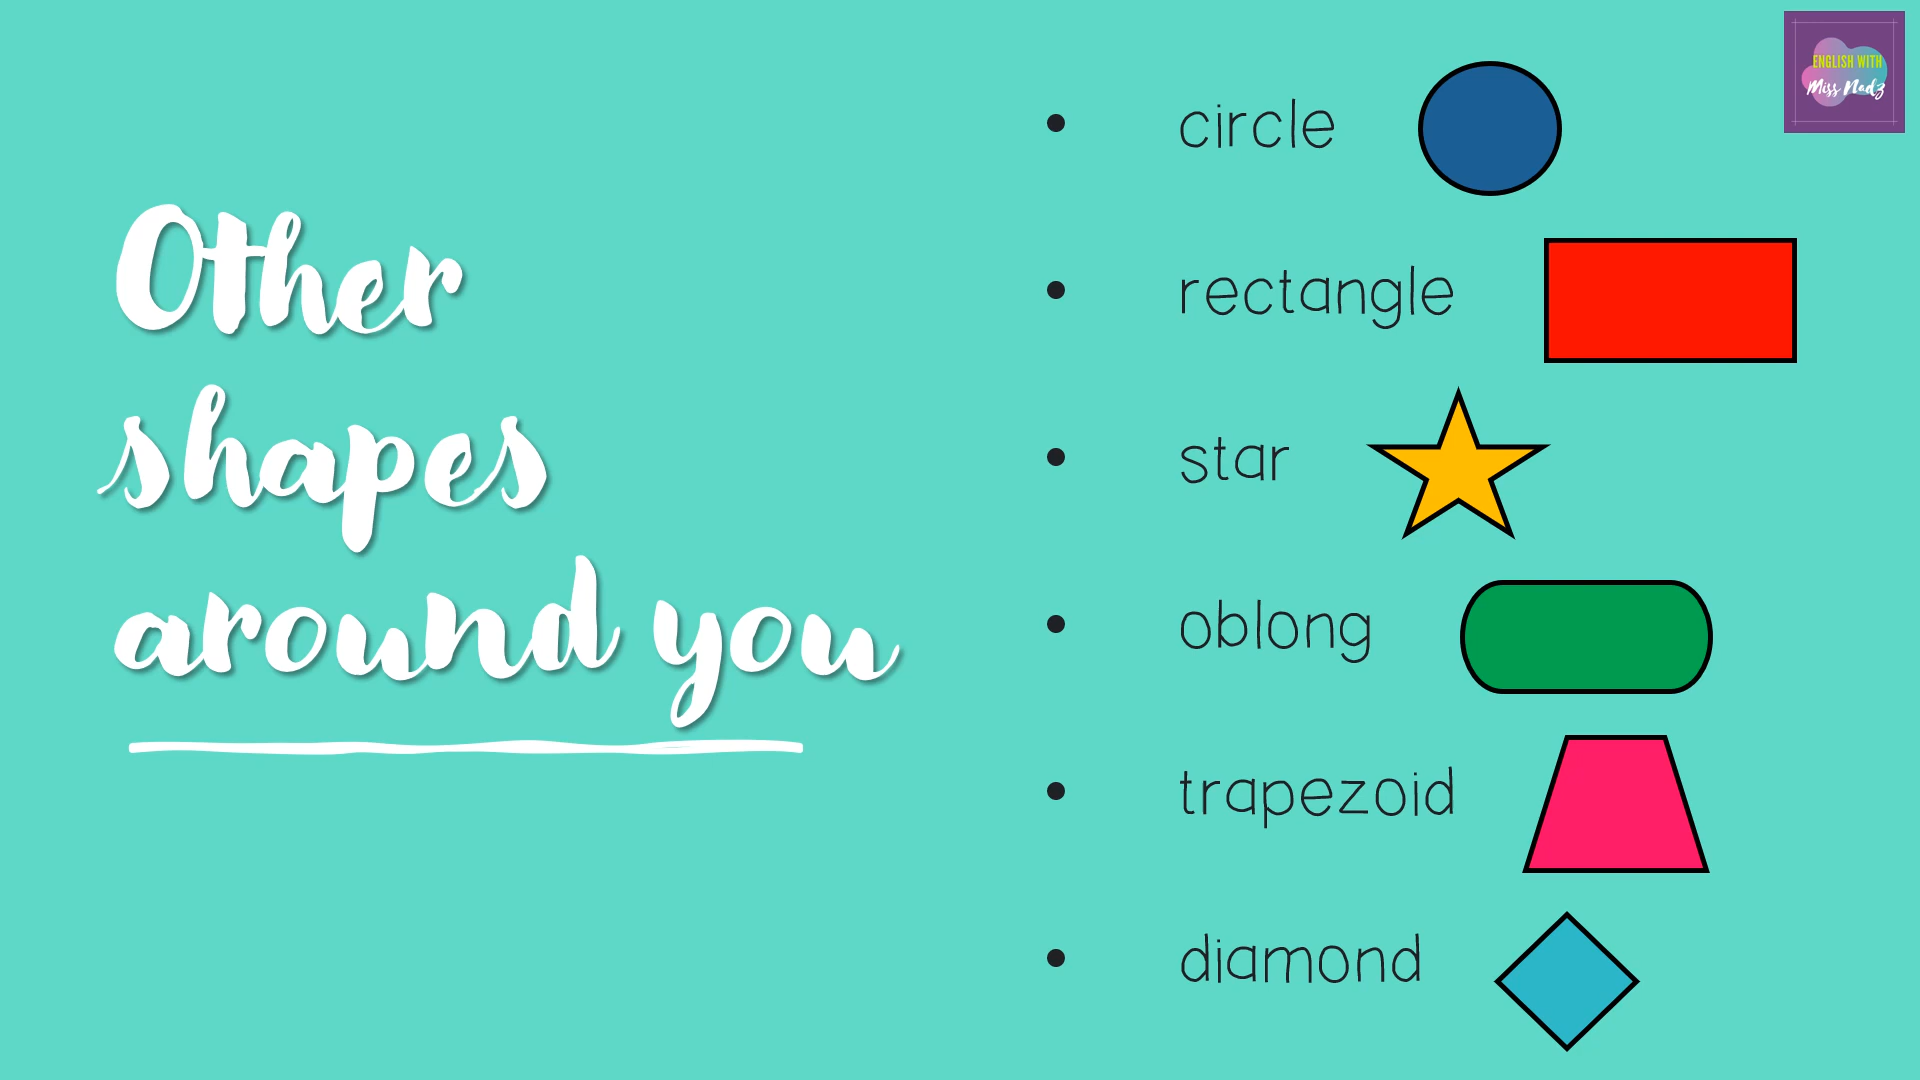 Other
shapes
around you
• circle
• rectangle
• star
• oblong
• trapezoid
• diamond
ENGLISH WITH
Miss Nadz